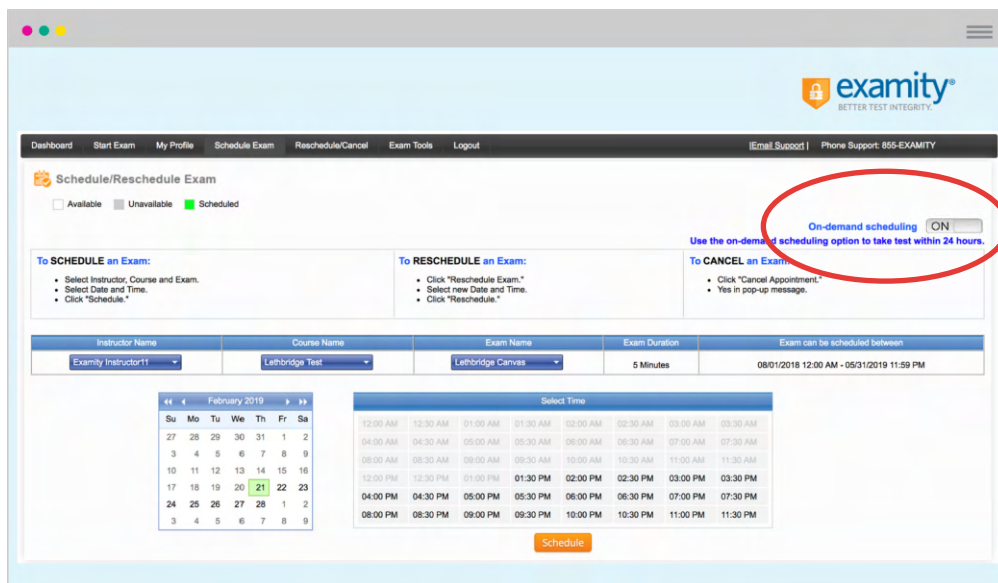 examity®
BETTER TEST INTEGRITY.
Dashboard Start Exam My Profile Schedule Exam Reschedule/Cancel Exam Tools Logout |Email Support| Phone Support: 855-EXAMITY
Schedule/Reschedule Exam
Available Unavailable Scheduled
On-demand scheduling ON
Use the on-demand scheduling option to take test within 24 hours.
To SCHEDULE an Exam:
• Select Instructor, Course and Exam.
• Select Date and Time.
• Click "Schedule."
To RESCHEDULE an Exam:
• Click "Reschedule Exam."
• Select new Date and Time.
• Click "Reschedule."
To CANCEL an Exam:
• Click "Cancel Appointment."
• Yes in pop-up message.
Instructor Name Course Name Exam Name Exam Duration Exam can be scheduled between
Examity Instructor11 Lethbridge Test Lethbridge Canvas 5 Minutes 08/01/2018 12:00 AM - 05/31/2019 11:59 PM
February 2019
Su Mo Tu We Th Fr Sa
27 28 29 30 31 1 2
3 4 5 6 7 8 9
10 11 12 13 14 15 16
17 18 19 20 21 22 23
24 25 26 27 28 1 2
3 4 5 6 7 8 9
Select Time
12:00 AM 12:30 AM 01:00 AM 01:30 AM 02:00 AM 02:30 AM 03:00 AM 03:30 AM
04:00 AM 04:30 AM 05:00 AM 05:30 AM 06:00 AM 06:30 AM 07:00 AM 07:30 AM
08:00 AM 08:30 AM 09:00 AM 09:30 AM 10:00 AM 10:30 AM 11:00 AM 11:30 AM
12:00 PM 12:30 PM 01:00 PM 01:30 PM 02:00 PM 02:30 PM 03:00 PM 03:30 PM
04:00 PM 04:30 PM 05:00 PM 05:30 PM 06:00 PM 06:30 PM 07:00 PM 07:30 PM
08:00 PM 08:30 PM 09:00 PM 09:30 PM 10:00 PM 10:30 PM 11:00 PM 11:30 PM
Schedule